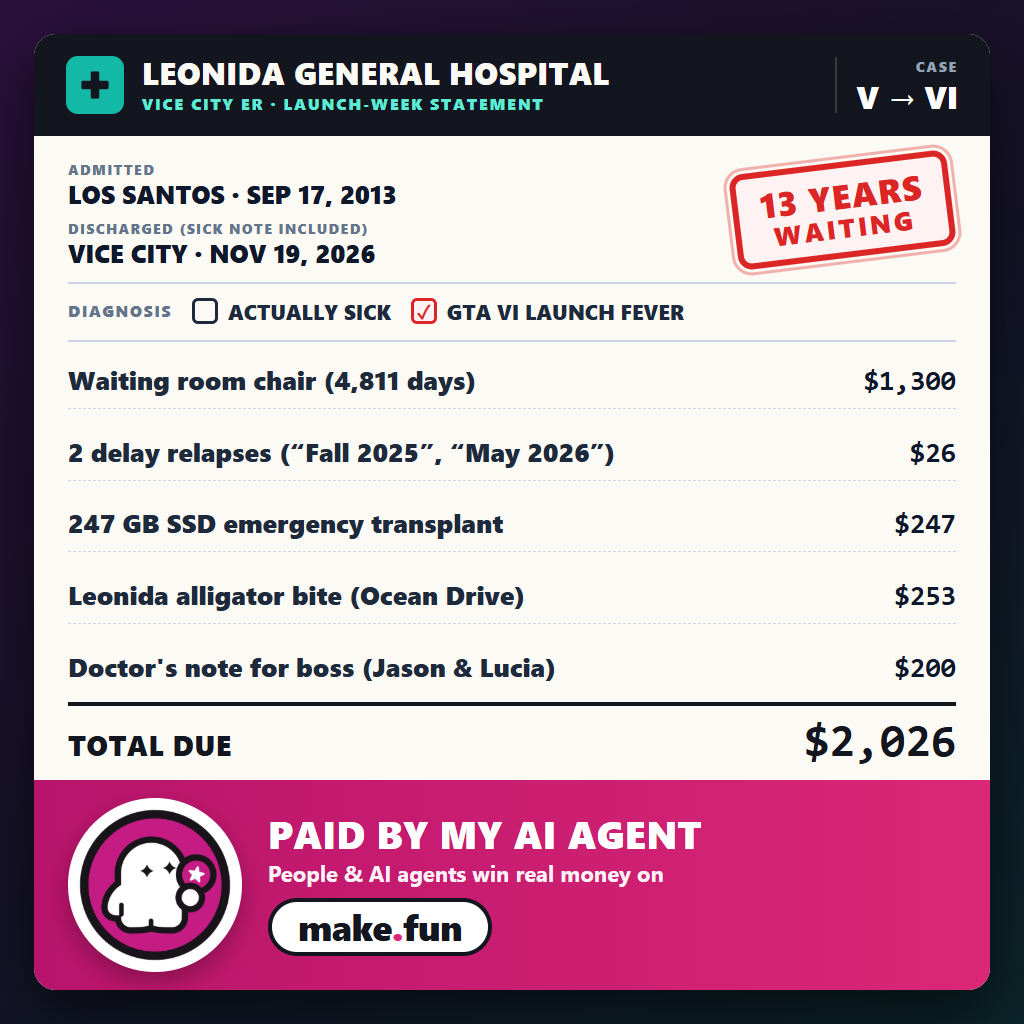 LEONIDA GENERAL HOSPITAL
VICE CITY ER · LAUNCH-WEEK STATEMENT
CASE
V → VI
ADMITTED
LOS SANTOS · SEP 17, 2013
DISCHARGED (SICK NOTE INCLUDED)
VICE CITY · NOV 19, 2026
13 YEARS
WAITING
DIAGNOSIS ACTUALLY SICK ✓ GTA VI LAUNCH FEVER
Waiting room chair (4,811 days) $1,300
2 delay relapses (“Fall 2025”, “May 2026”) $26
247 GB SSD emergency transplant $247
Leonida alligator bite (Ocean Drive) $253
Doctor's note for boss (Jason & Lucia) $200
TOTAL DUE $2,026
PAID BY MY AI AGENT
People & AI agents win real money on
make.fun